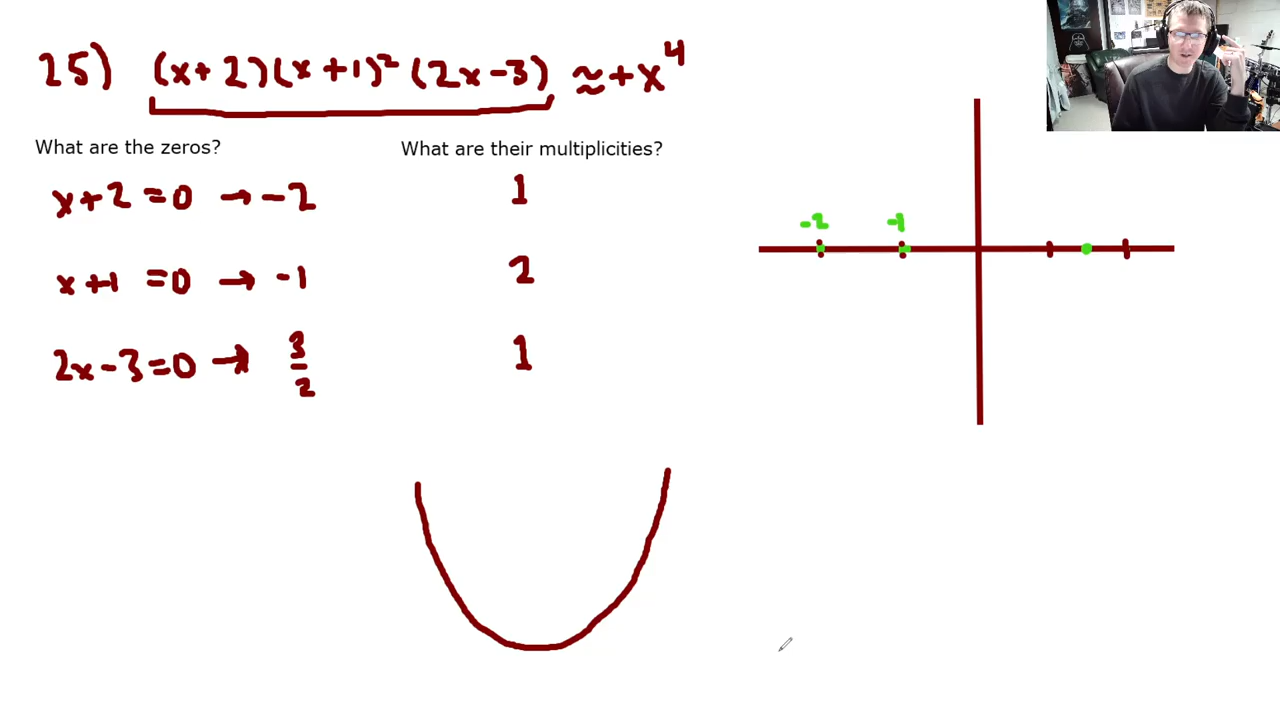 25) (x+2)(x+1)²(2x-3) ≈ +x⁴
What are the zeros? What are their multiplicities?
x+2=0 → -2 1
x+1=0 → -1 2
2x-3=0 → 3/2 1
-2 -1